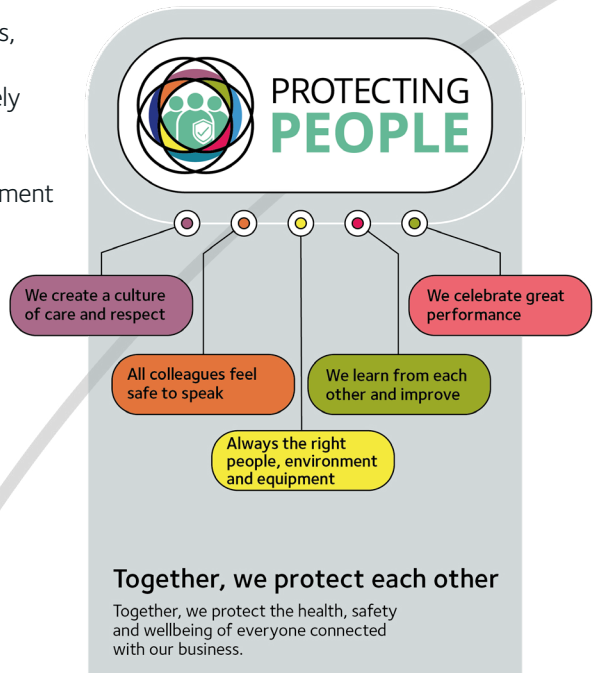 s,
ely
ment
PROTECTING
PEOPLE
We create a culture
of care and respect
We celebrate great
performance
All colleagues feel
safe to speak
We learn from each
other and improve
Always the right
people, environment
and equipment
Together, we protect each other
Together, we protect the health, safety
and wellbeing of everyone connected
with our business.